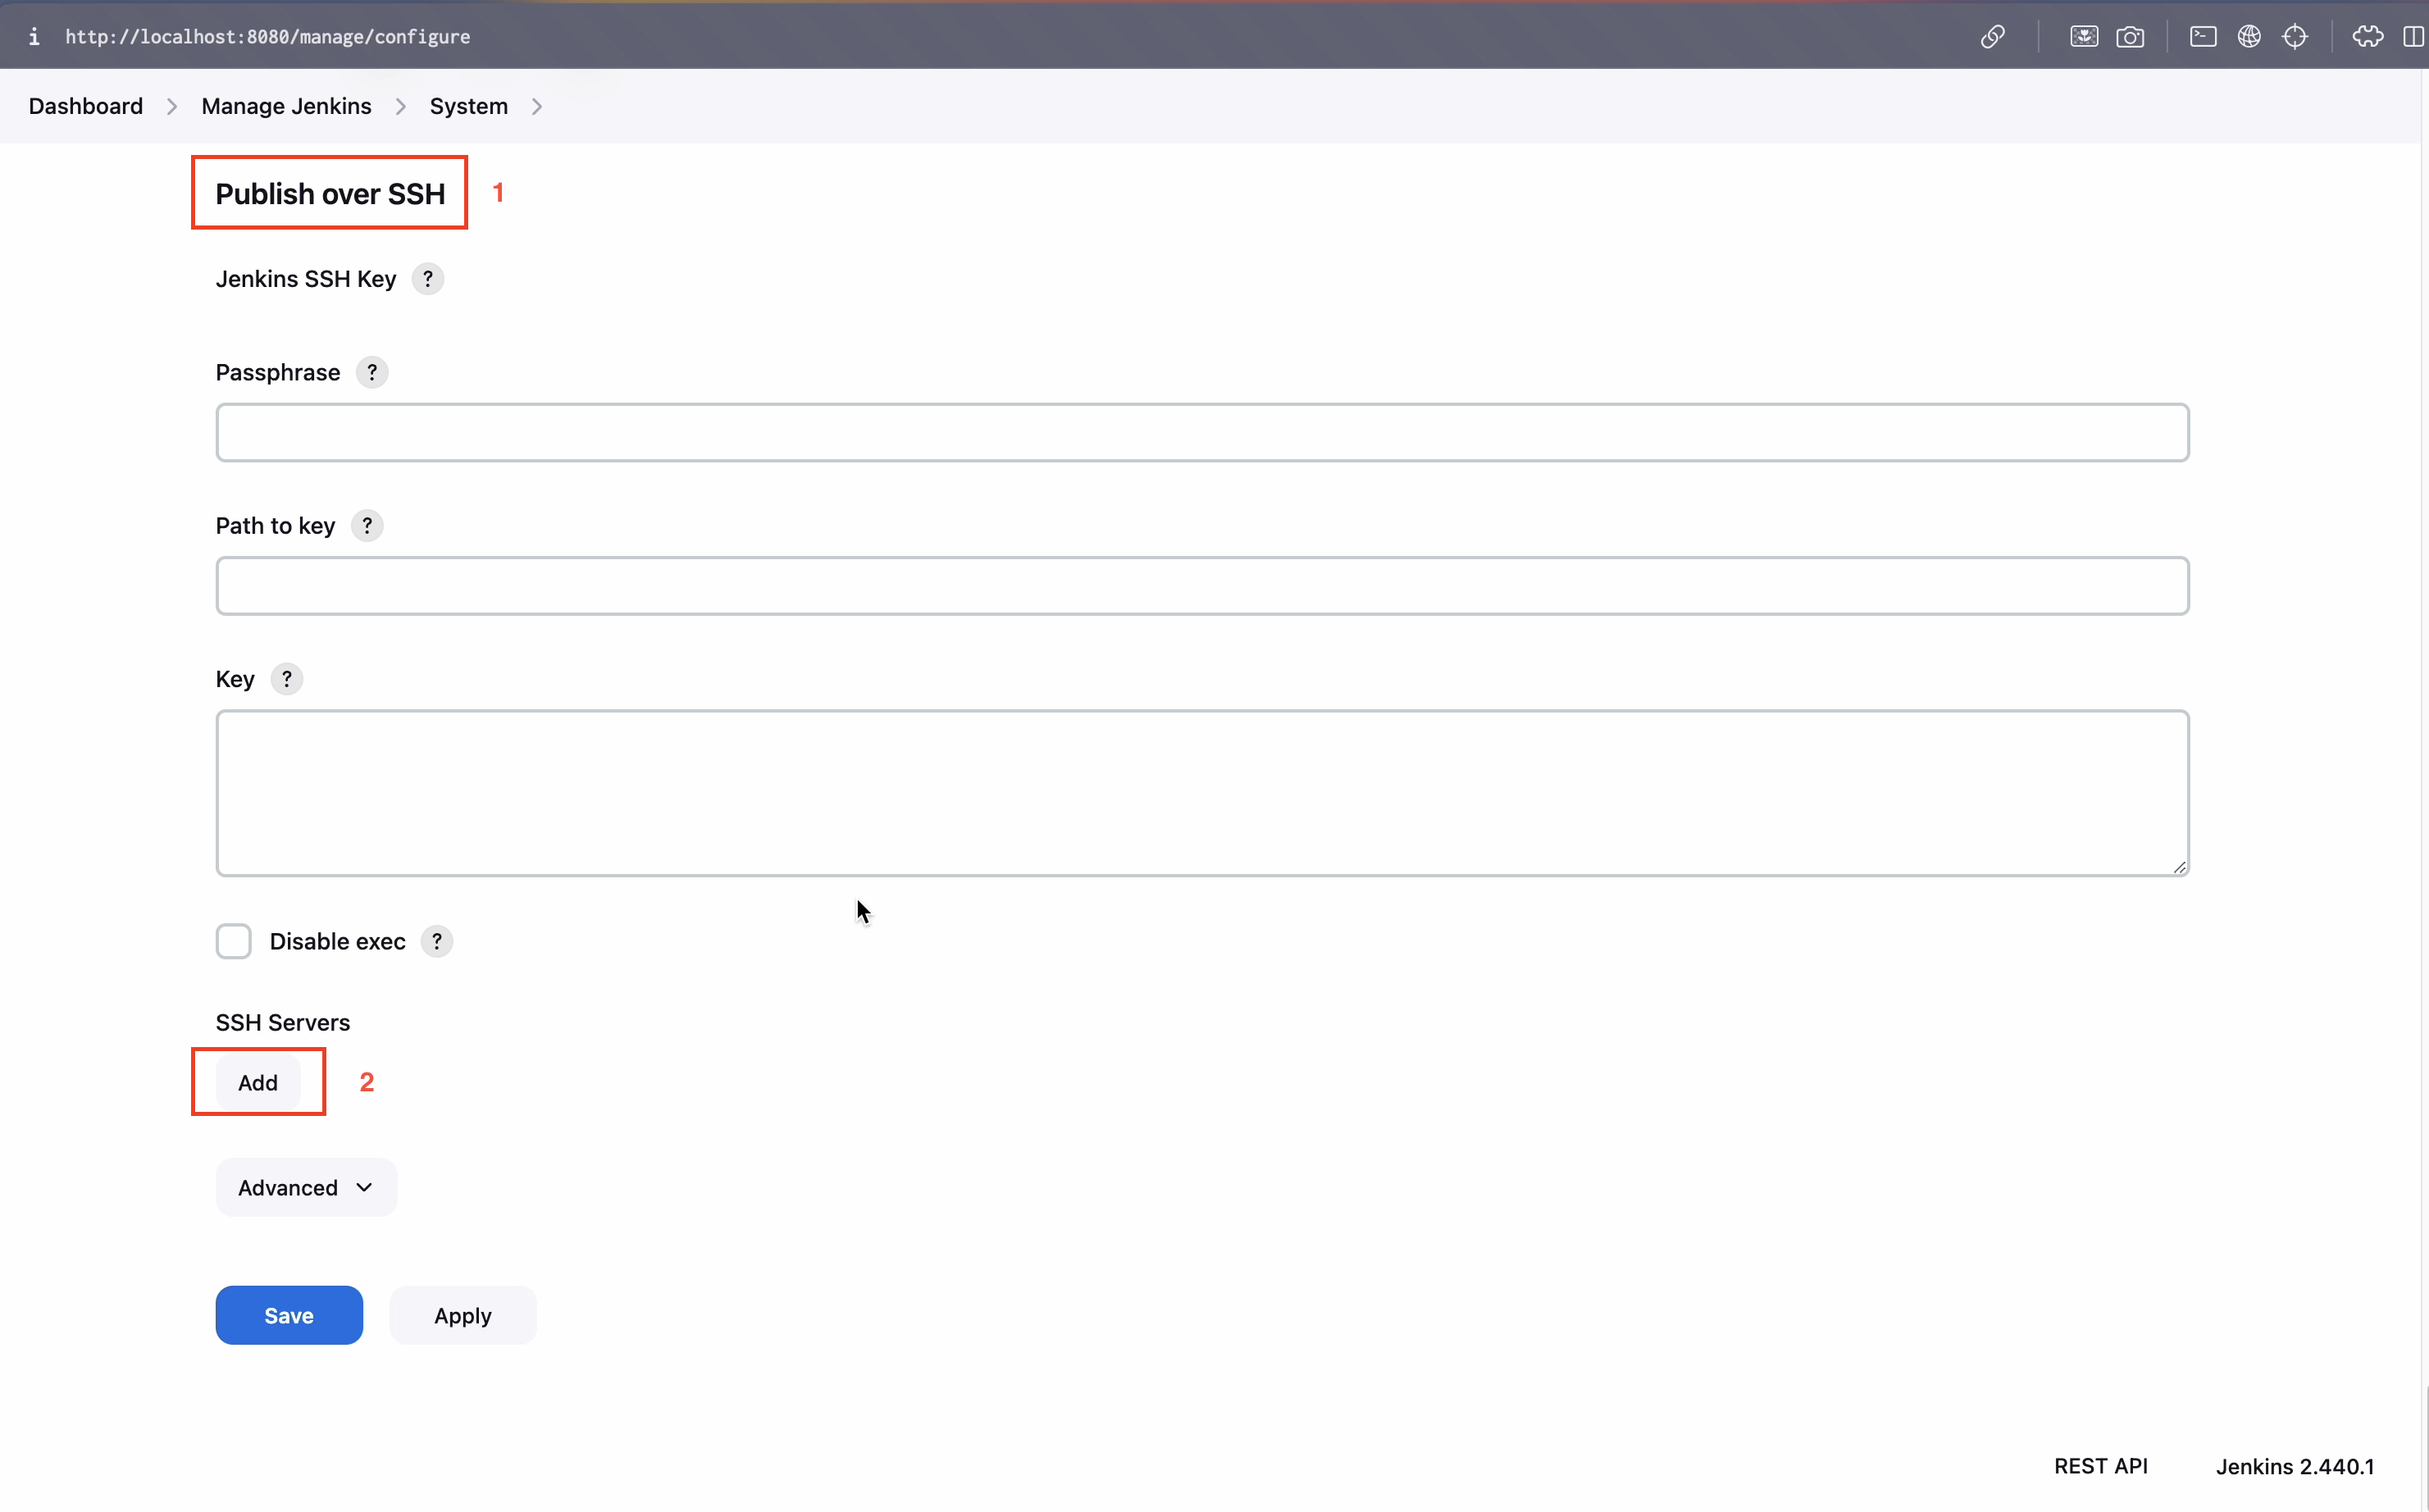 i http://localhost:8080/manage/configure
Dashboard > Manage Jenkins > System >
Publish over SSH 1
Jenkins SSH Key ?
Passphrase ?
Path to key ?
Key ?
Disable exec ?
SSH Servers
Add 2
Advanced
Save Apply
REST API Jenkins 2.440.1